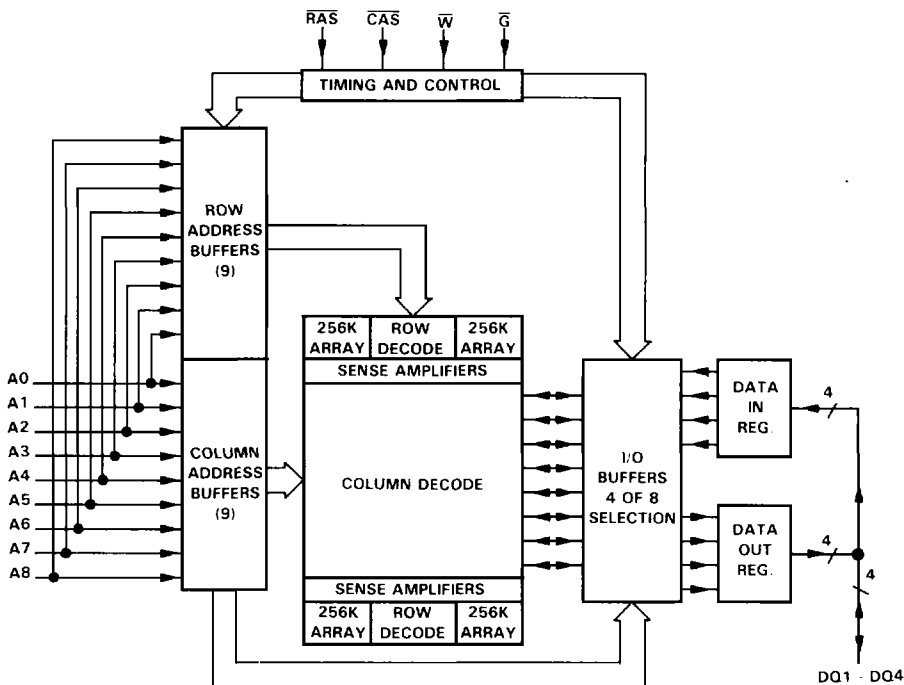 RAS CAS W G
TIMING AND CONTROL
ROW
ADDRESS
BUFFERS
(9)
256K
ARRAY
ROW
DECODE
256K
ARRAY
SENSE AMPLIFIERS
A0
A1
A2
A3
A4
A5
A6
A7
A8
COLUMN
ADDRESS
BUFFERS
(9)
COLUMN DECODE
I/O
BUFFERS
4 OF 8
SELECTION
DATA
IN
REG.
4
DATA
OUT
REG.
4
4
SENSE AMPLIFIERS
256K
ARRAY
ROW
DECODE
256K
ARRAY
DQ1 - DQ4